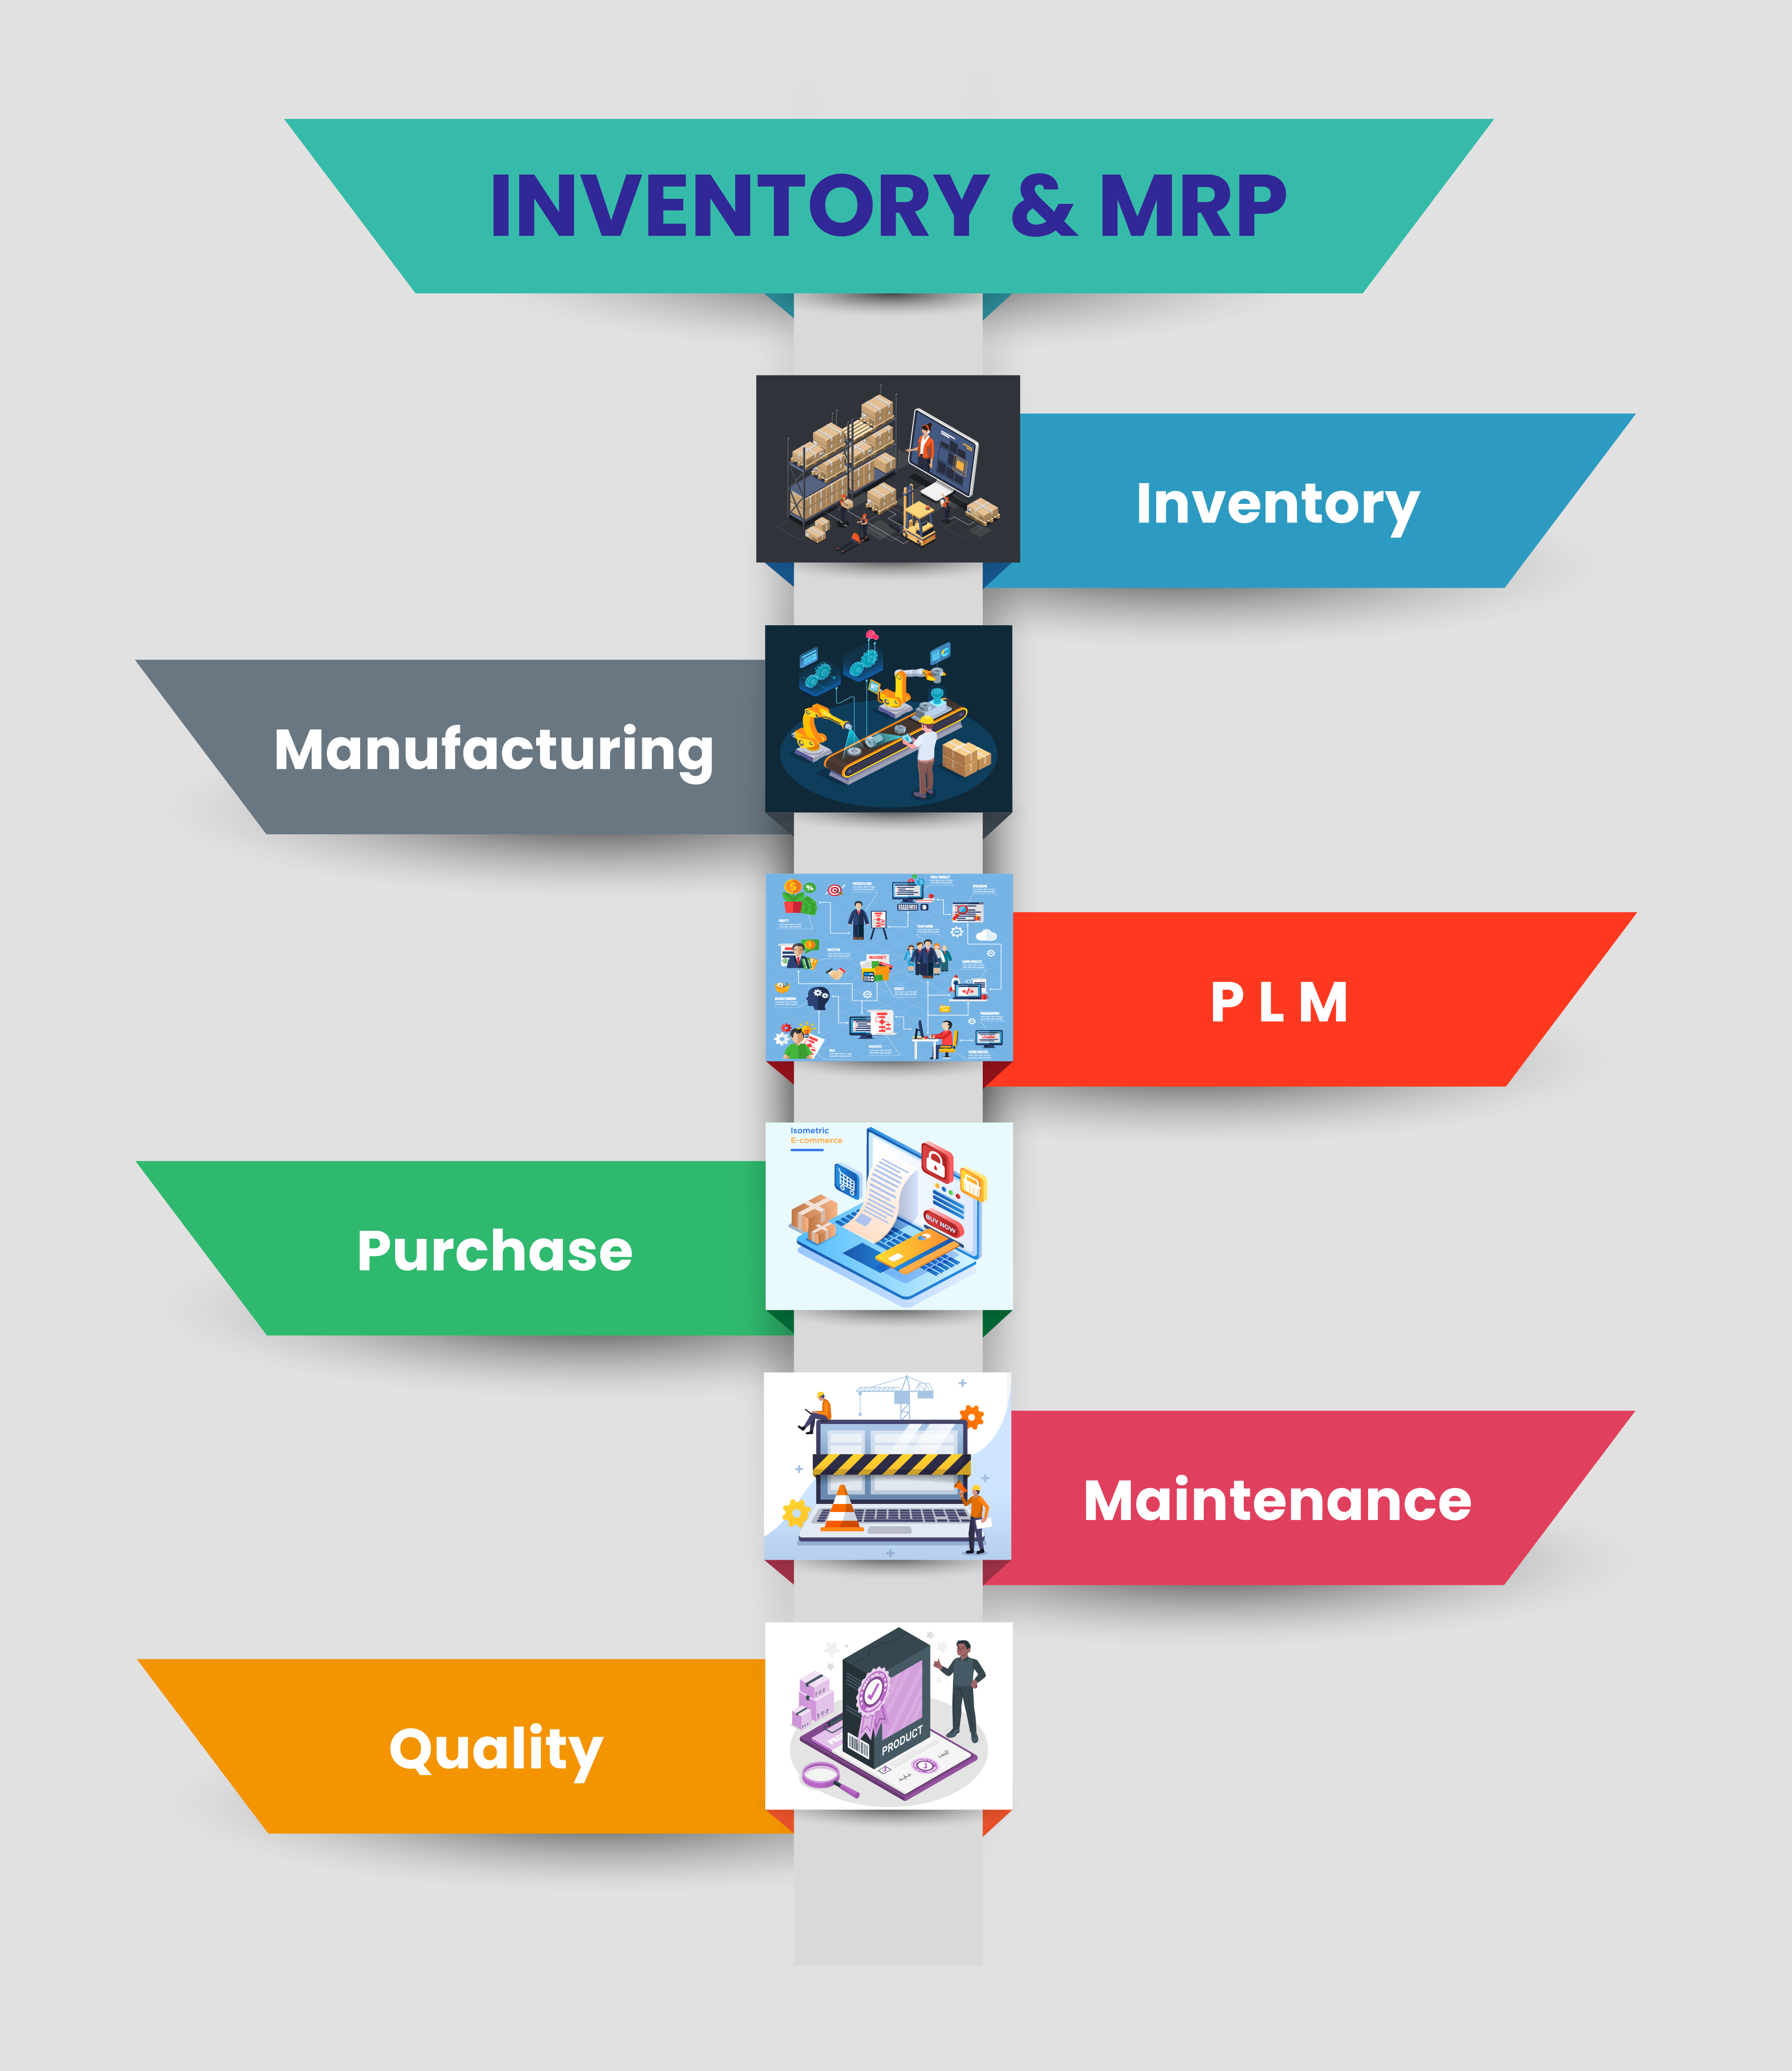 INVENTORY & MRP
Inventory
Manufacturing
P L M
BUDGET
Isometric
E-commerce
BUY NOW
Purchase
Maintenance
PRODUCT
Quality